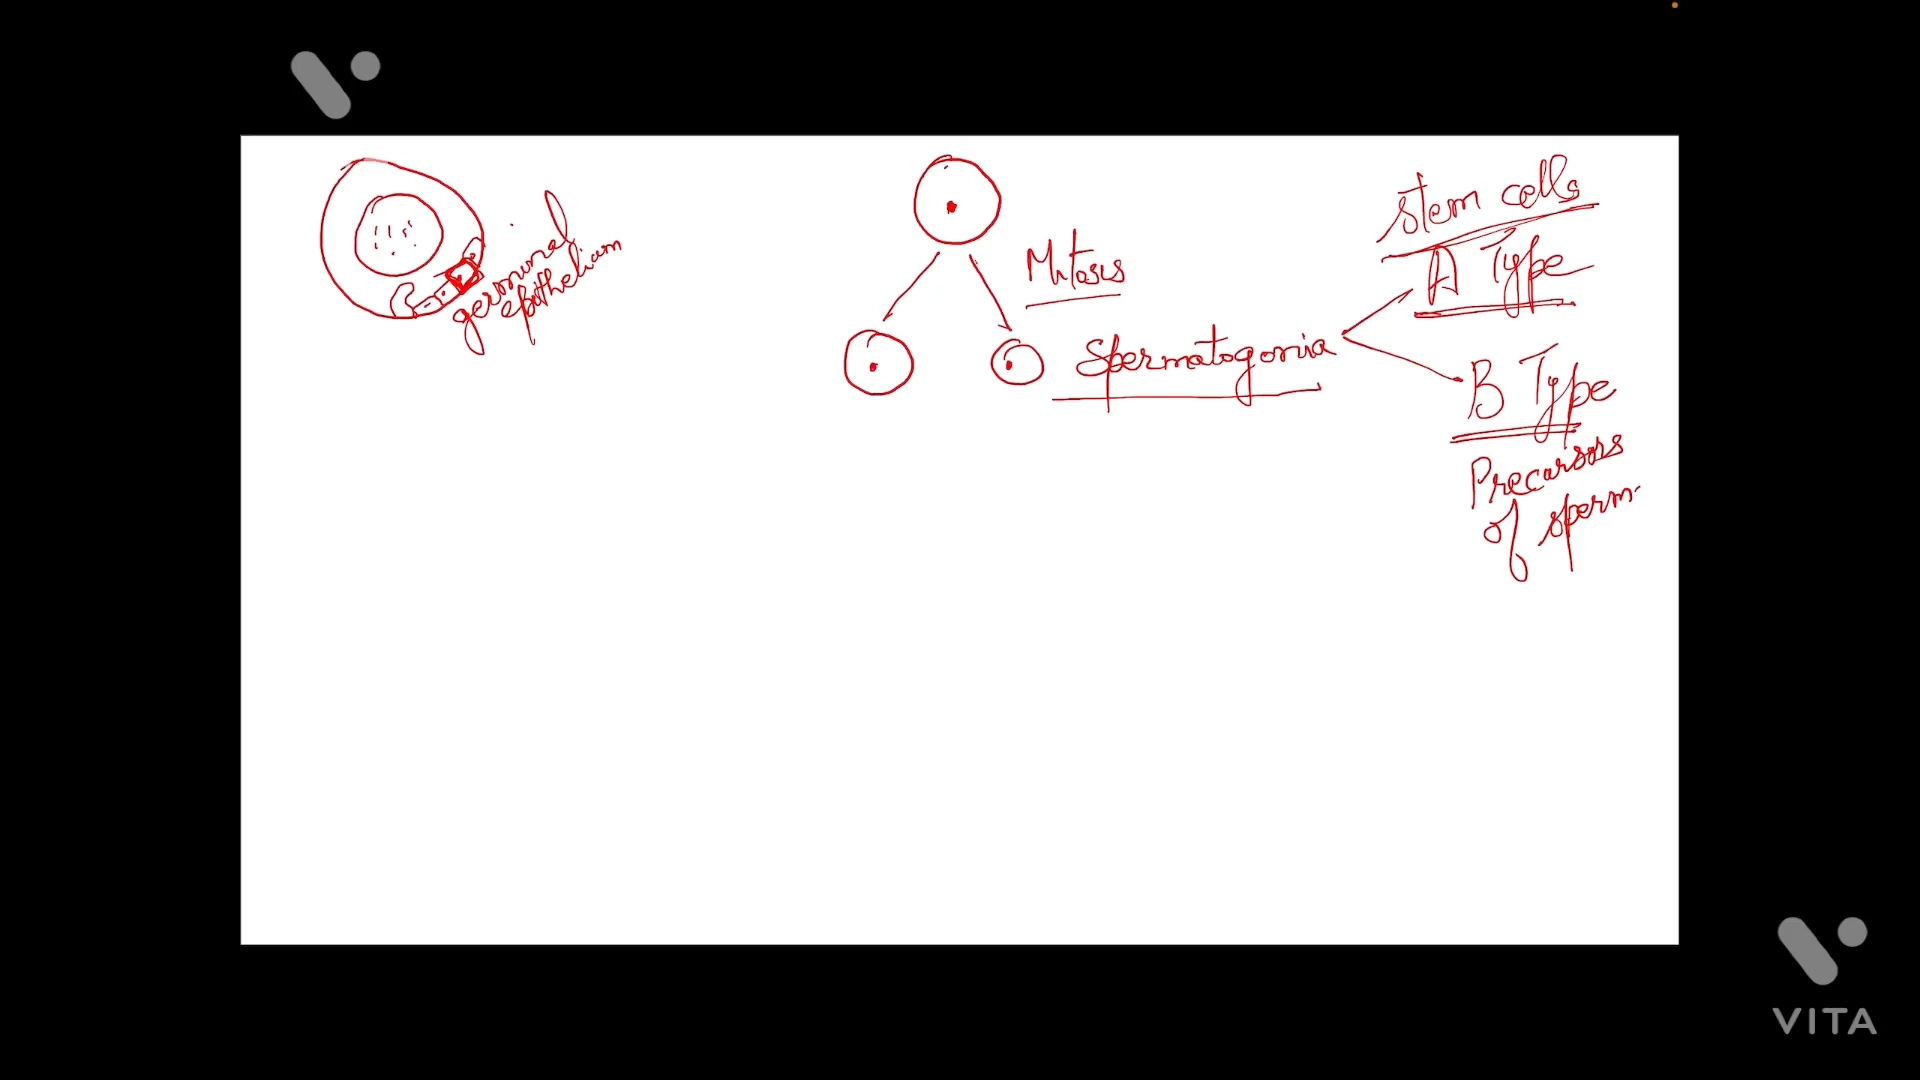 germinal
epithelium
Mitosis
Spermatogonia
stem cells
A Type
B Type
Precursors
of sperm
VITA